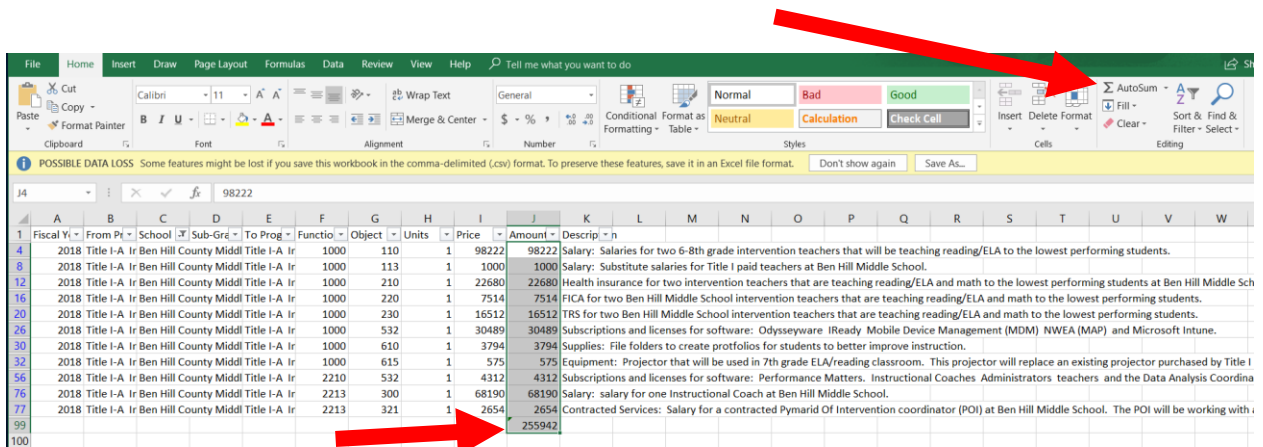 File Home Insert Draw Page Layout Formulas Data Review View Help Tell me what you want to do Sh
Cut
Copy
Format Painter
Paste
Calibri 11 A A
B I U A
Wrap Text
Merge & Center
General
$ % ,
Conditional Formatting
Format as Table
Normal Bad Good
Neutral Calculation Check Cell
Insert Delete Format
Σ AutoSum
Fill
Clear
Sort & Filter
Find & Select
Clipboard Font Alignment Number Styles Cells Editing
POSSIBLE DATA LOSS Some features might be lost if you save this workbook in the comma-delimited (.csv) format. To preserve these features, save it in an Excel file format. Don't show again Save As...
J4 fx 98222
A B C D E F G H I J K L M N O P Q R S T U V W
1 Fiscal Y From Pr School Sub-Gra To Prog Functio Object Units Price Amount Descrip n
4 2018 Title I-A Ir Ben Hill County Middl Title I-A Ir 1000 110 1 98222 98222 Salary: Salaries for two 6-8th grade intervention teachers that will be teaching reading/ELA to the lowest performing students.
8 2018 Title I-A Ir Ben Hill County Middl Title I-A Ir 1000 113 1 1000 1000 Salary: Substitute salaries for Title I paid teachers at Ben Hill Middle School.
12 2018 Title I-A Ir Ben Hill County Middl Title I-A Ir 1000 210 1 22680 22680 Health insurance for two intervention teachers that are teaching reading/ELA and math to the lowest performing students at Ben Hill Middle Sch
16 2018 Title I-A Ir Ben Hill County Middl Title I-A Ir 1000 220 1 7514 7514 FICA for two Ben Hill Middle School intervention teachers that are teaching reading/ELA and math to the lowest performing students.
20 2018 Title I-A Ir Ben Hill County Middl Title I-A Ir 1000 230 1 16512 16512 TRS for two Ben Hill Middle School intervention teachers that are teaching reading/ELA and math to the lowest performing students.
26 2018 Title I-A Ir Ben Hill County Middl Title I-A Ir 1000 532 1 30489 30489 Subscriptions and licenses for software: Odysseyware IReady Mobile Device Management (MDM) NWEA (MAP) and Microsoft Intune.
30 2018 Title I-A Ir Ben Hill County Middl Title I-A Ir 1000 610 1 3794 3794 Supplies: File folders to create protfolios for students to better improve instruction.
32 2018 Title I-A Ir Ben Hill County Middl Title I-A Ir 1000 615 1 575 575 Equipment: Projector that will be used in 7th grade ELA/reading classroom. This projector will replace an existing projector purchased by Title I
56 2018 Title I-A Ir Ben Hill County Middl Title I-A Ir 2210 532 1 4312 4312 Subscriptions and licenses for software: Performance Matters. Instructional Coaches Administrators teachers and the Data Analysis Coordina
76 2018 Title I-A Ir Ben Hill County Middl Title I-A Ir 2213 300 1 68190 68190 Salary: salary for one Instructional Coach at Ben Hill Middle School.
77 2018 Title I-A Ir Ben Hill County Middl Title I-A Ir 2213 321 1 2654 2654 Contracted Services: Salary for a contracted Pymarid Of Intervention coordinator (POI) at Ben Hill Middle School. The POI will be working with
99 255942
100